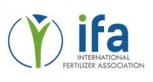 ifa
INTERNATIONAL
FERTILIZER ASSOCIATION